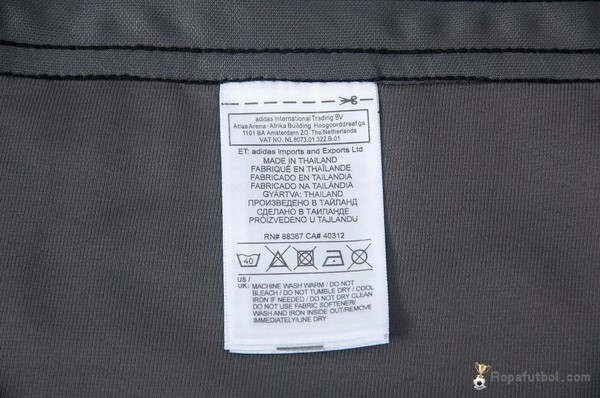 adidas International Trading BV
Atlas Arena - Afrika Building Hoogoorddreef 9a
1101 BA Amsterdam ZO The Netherlands
VAT NO. NL8073.01.322.B.01
ET: adidas Imports and Exports Ltd
MADE IN THAILAND
FABRIQUÉ EN THAÏLANDE
FABRICADO EN TAILANDIA
FABRICADO NA TAILÂNDIA
GYÁRTVA: THAILAND
ПРОИЗВЕДЕНО В ТАЙЛАНД
СДЕЛАНО В ТАИЛАНДЕ
PROIZVEDENO U TAJLANDU
RN# 88387 CA# 40312
40
US /
UK: MACHINE WASH WARM / DO NOT
BLEACH / DO NOT TUMBLE DRY / COOL
IRON IF NEEDED / DO NOT DRY CLEAN
/DO NOT USE FABRIC SOFTENER/
WASH AND IRON INSIDE OUT/REMOVE
IMMEDIATELY/LINE DRY
Ropafutbol.com